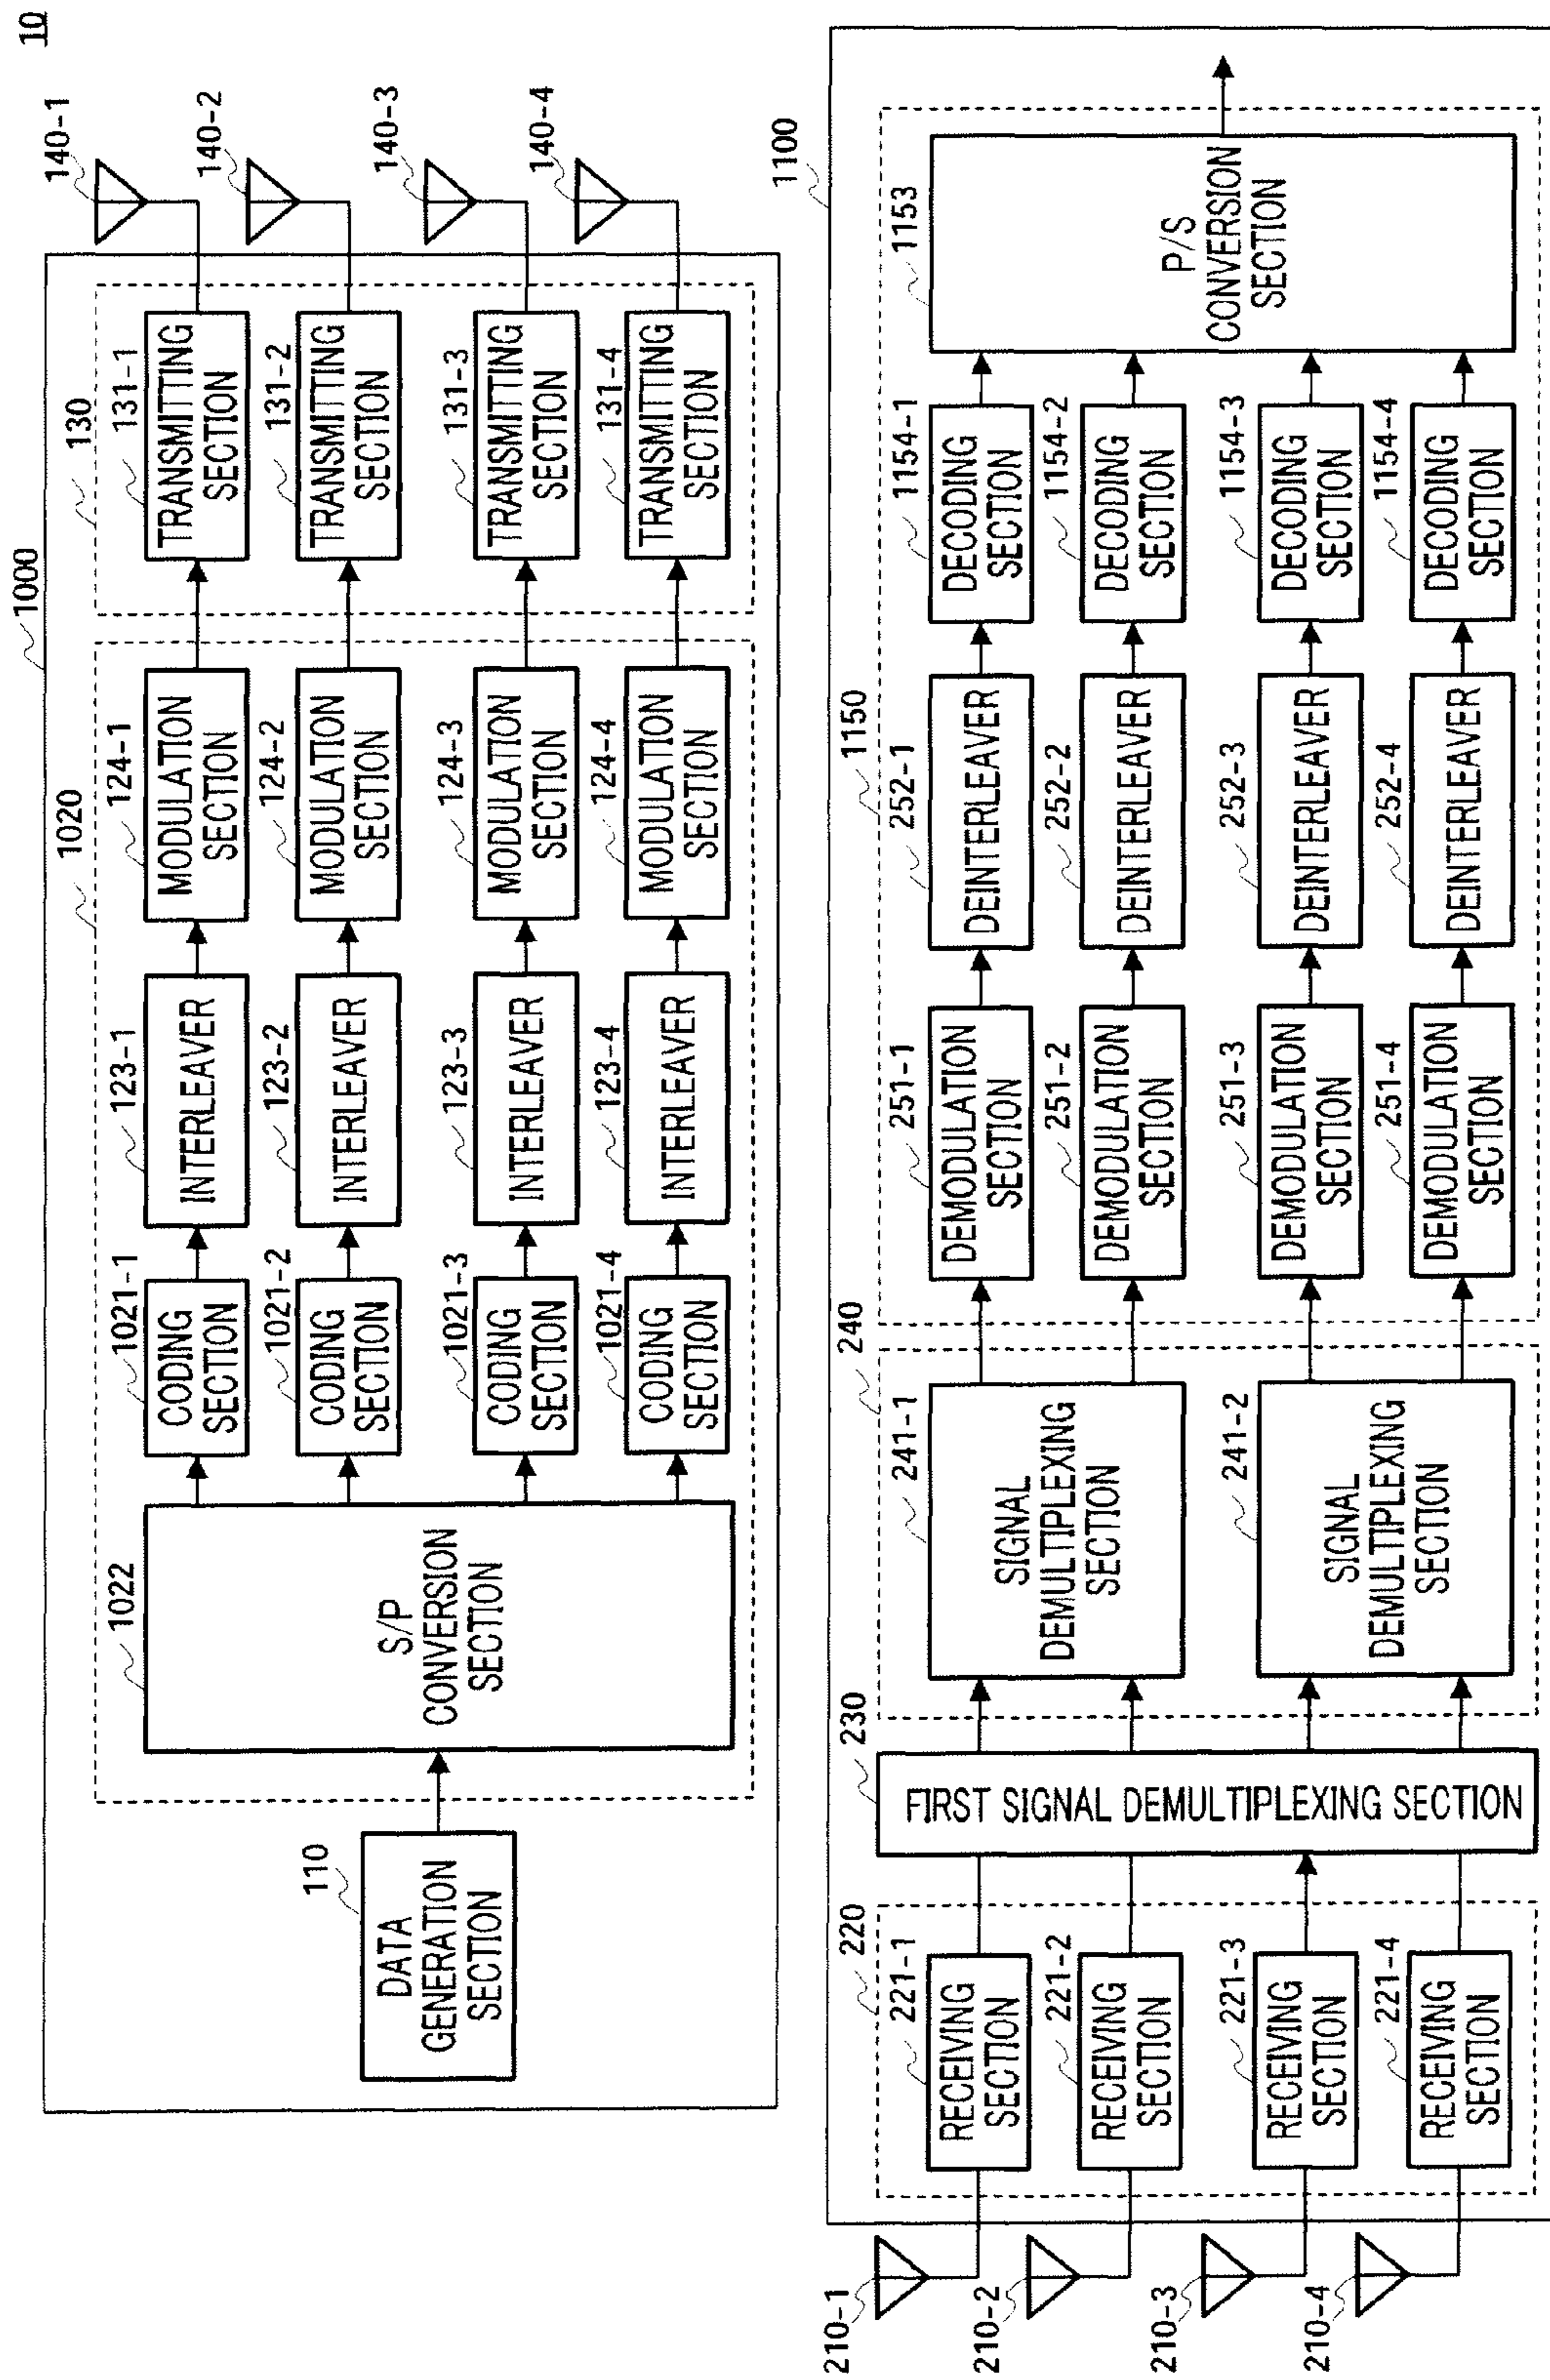 10
1000
1020
130
110
DATA
GENERATION
SECTION
1022
S/P
CONVERSION
SECTION
1021-1
CODING
SECTION
123-1
INTERLEAVER
124-1
MODULATION
SECTION
131-1
TRANSMITTING
SECTION
140-1
1021-2
CODING
SECTION
123-2
INTERLEAVER
124-2
MODULATION
SECTION
131-2
TRANSMITTING
SECTION
140-2
1021-3
CODING
SECTION
123-3
INTERLEAVER
124-3
MODULATION
SECTION
131-3
TRANSMITTING
SECTION
140-3
1021-4
CODING
SECTION
123-4
INTERLEAVER
124-4
MODULATION
SECTION
131-4
TRANSMITTING
SECTION
140-4
1100
220
230
240
1150
210-1
221-1
RECEIVING
SECTION
210-2
221-2
RECEIVING
SECTION
210-3
221-3
RECEIVING
SECTION
210-4
221-4
RECEIVING
SECTION
FIRST SIGNAL DEMULTIPLEXING SECTION
241-1
SIGNAL
DEMULTIPLEXING
SECTION
241-2
SIGNAL
DEMULTIPLEXING
SECTION
251-1
DEMODULATION
SECTION
252-1
DEINTERLEAVER
1154-1
DECODING
SECTION
251-2
DEMODULATION
SECTION
252-2
DEINTERLEAVER
1154-2
DECODING
SECTION
251-3
DEMODULATION
SECTION
252-3
DEINTERLEAVER
1154-3
DECODING
SECTION
251-4
DEMODULATION
SECTION
252-4
DEINTERLEAVER
1154-4
DECODING
SECTION
1153
P/S
CONVERSION
SECTION